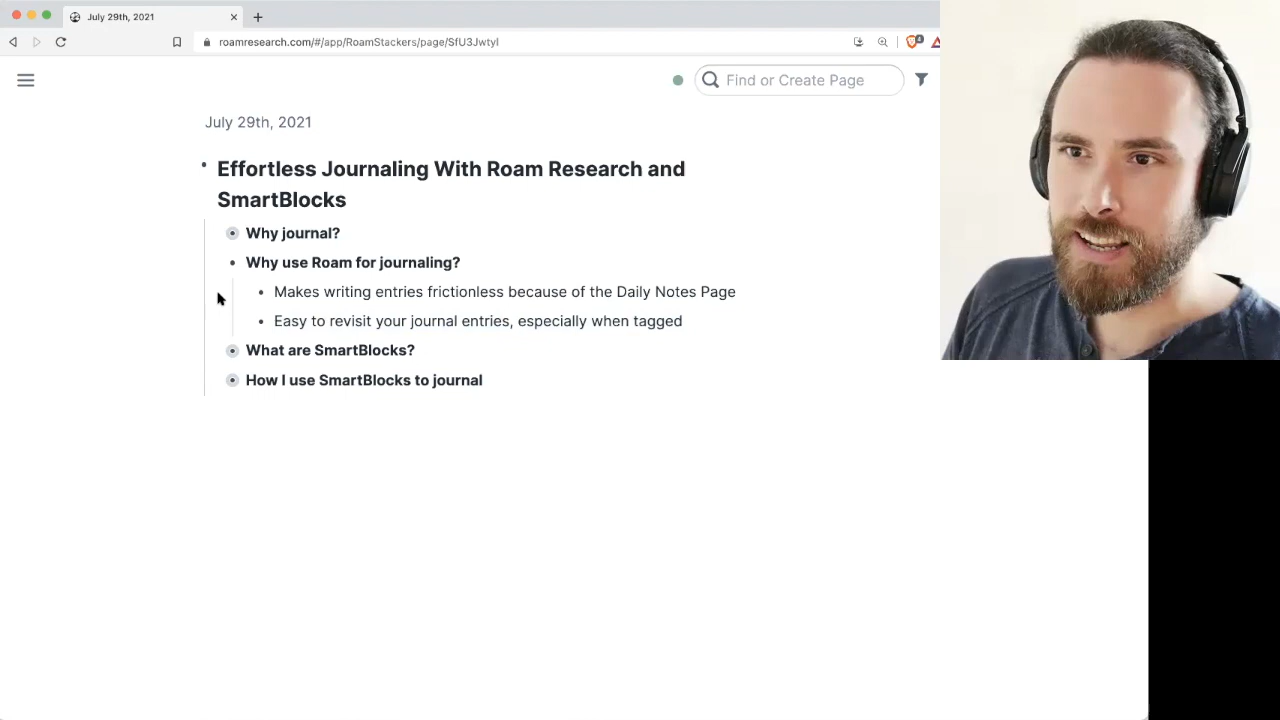 July 29th, 2021
roamresearch.com/#/app/RoamStackers/page/SfU3JwtyI
Find or Create Page
July 29th, 2021
Effortless Journaling With Roam Research and
SmartBlocks
Why journal?
Why use Roam for journaling?
Makes writing entries frictionless because of the Daily Notes Page
Easy to revisit your journal entries, especially when tagged
What are SmartBlocks?
How I use SmartBlocks to journal